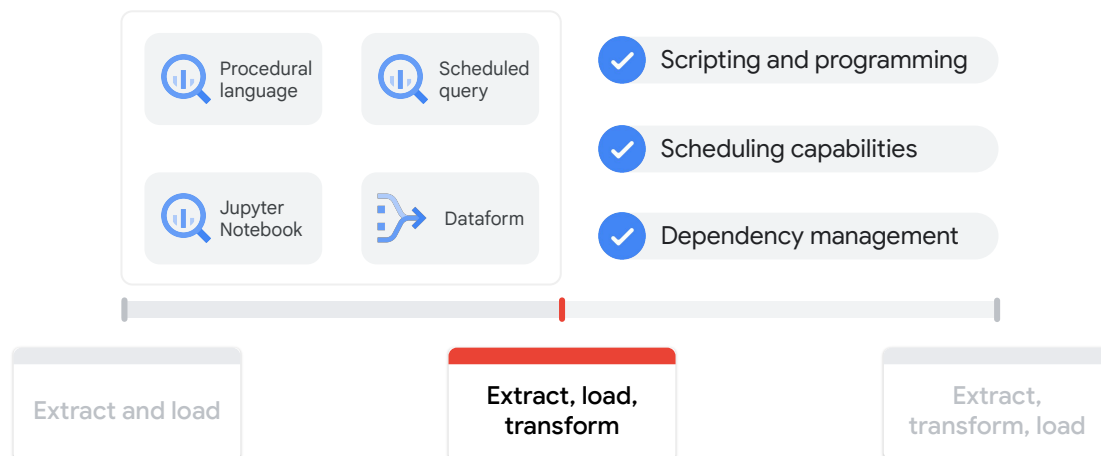 Procedural
language
Scheduled
query
Jupyter
Notebook
Dataform
Scripting and programming
Scheduling capabilities
Dependency management
Extract and load
Extract, load,
transform
Extract,
transform, load